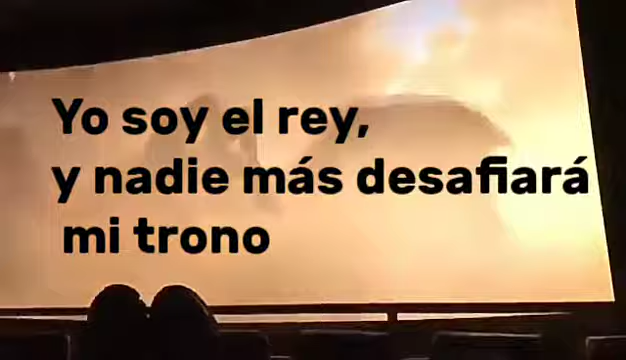 Yo soy el rey,
y nadie más desafiará
mi trono